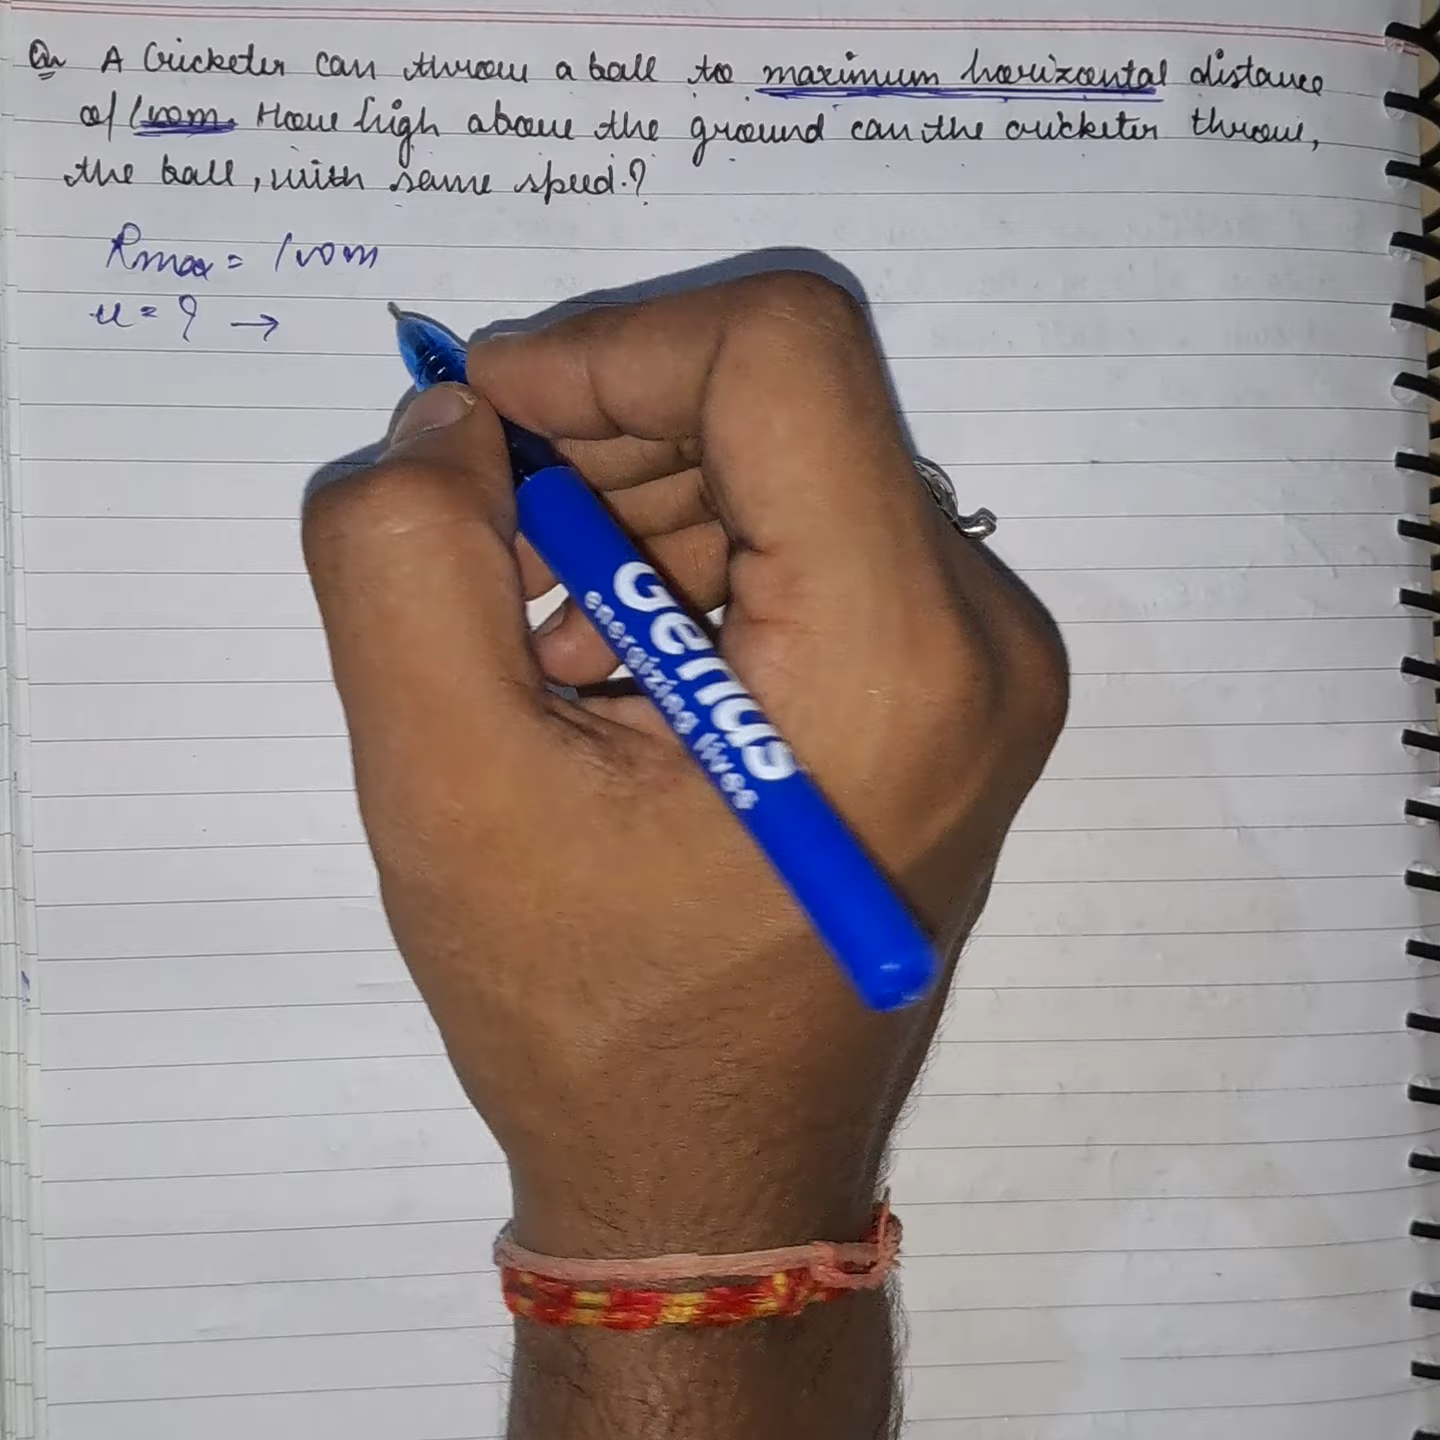 Qn A Cricketer can throw a ball to maximum horizontal distance
of 100m. How high above the ground can the cricketer throw,
the ball, with same speed.?
Rmax = 100m
u = ? →
Genius
energizing lives